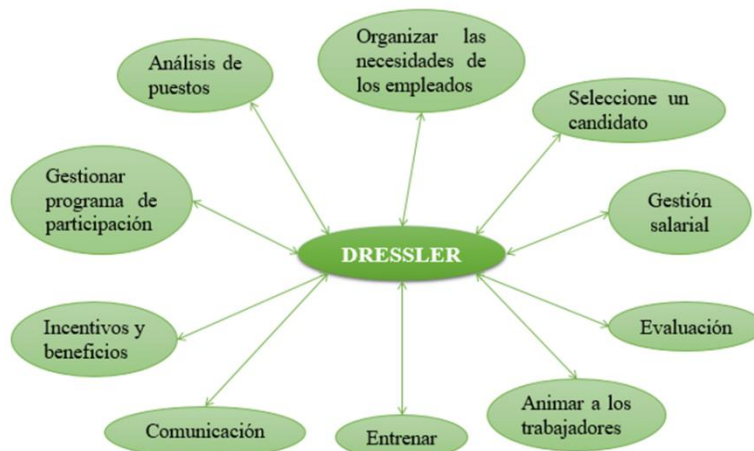 Organizar las
necesidades de
los empleados
Análisis de
puestos
Seleccione un
candidato
Gestionar
programa de
participación
Gestión
salarial
DRESSLER
Incentivos y
beneficios
Evaluación
Animar a los
trabajadores
Comunicación
Entrenar